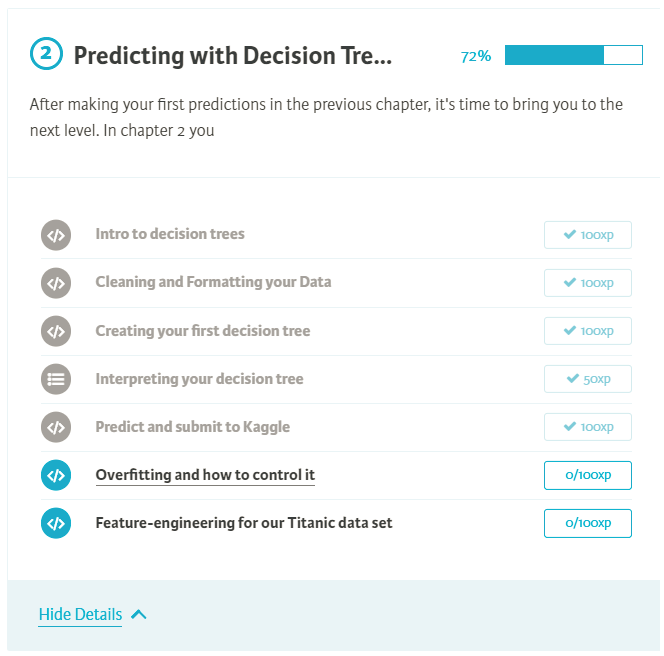 2 Predicting with Decision Tre... 72%
After making your first predictions in the previous chapter, it's time to bring you to the
next level. In chapter 2 you
Intro to decision trees 100xp
Cleaning and Formatting your Data 100xp
Creating your first decision tree 100xp
Interpreting your decision tree 50xp
Predict and submit to Kaggle 100xp
Overfitting and how to control it 0/100xp
Feature-engineering for our Titanic data set 0/100xp
Hide Details